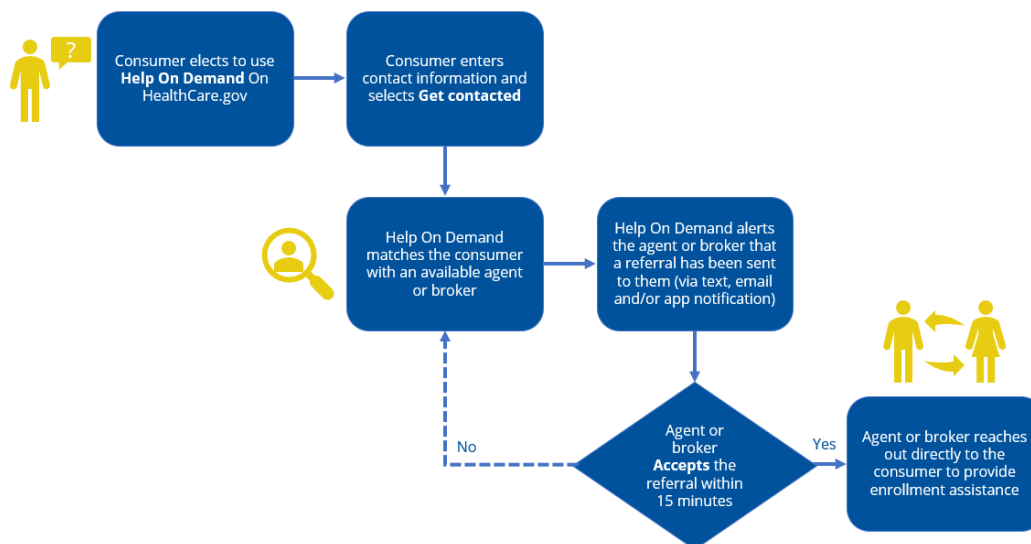 ?
Consumer elects to use
Help On Demand On
HealthCare.gov
Consumer enters
contact information and
selects Get contacted
Help On Demand
matches the consumer
with an available agent
or broker
Help On Demand alerts
the agent or broker that
a referral has been sent
to them (via text, email
and/or app notification)
Agent or
broker
Accepts the
referral within
15 minutes
No
Yes
Agent or broker reaches
out directly to the
consumer to provide
enrollment assistance